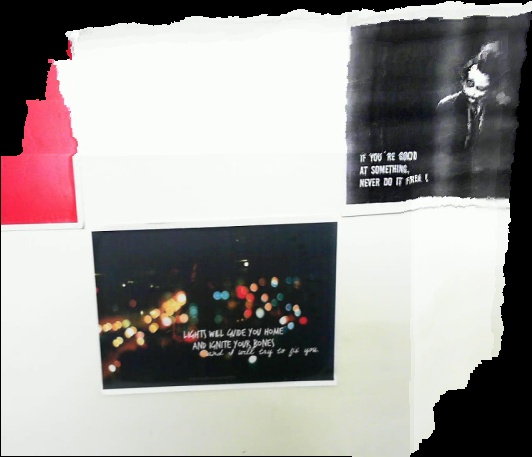 IF YOU'RE GOOD
AT SOMETHING,
NEVER DO IT FREE !
LIGHTS WILL GUIDE YOU HOME
AND IGNITE YOUR BONES
and I will try to fix you.